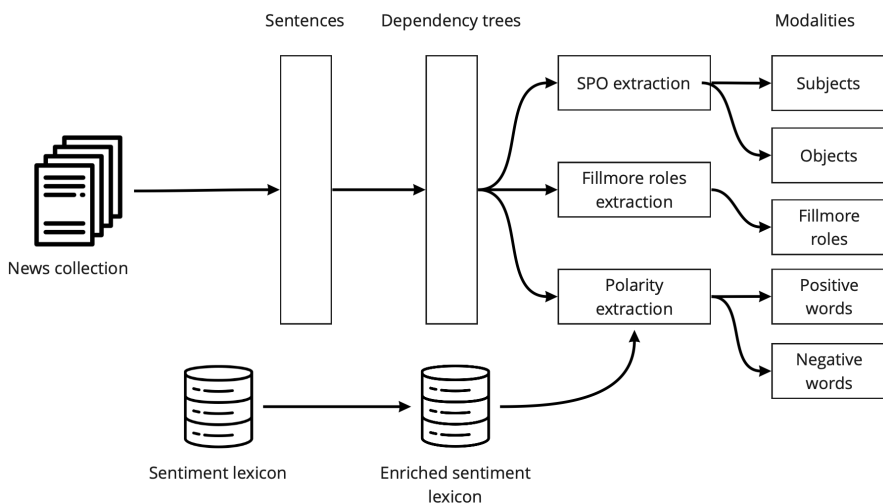 Sentences
Dependency trees
Modalities
SPO extraction
Subjects
Objects
Fillmore roles
extraction
Fillmore
roles
News collection
Polarity
extraction
Positive
words
Negative
words
Sentiment lexicon
Enriched sentiment
lexicon